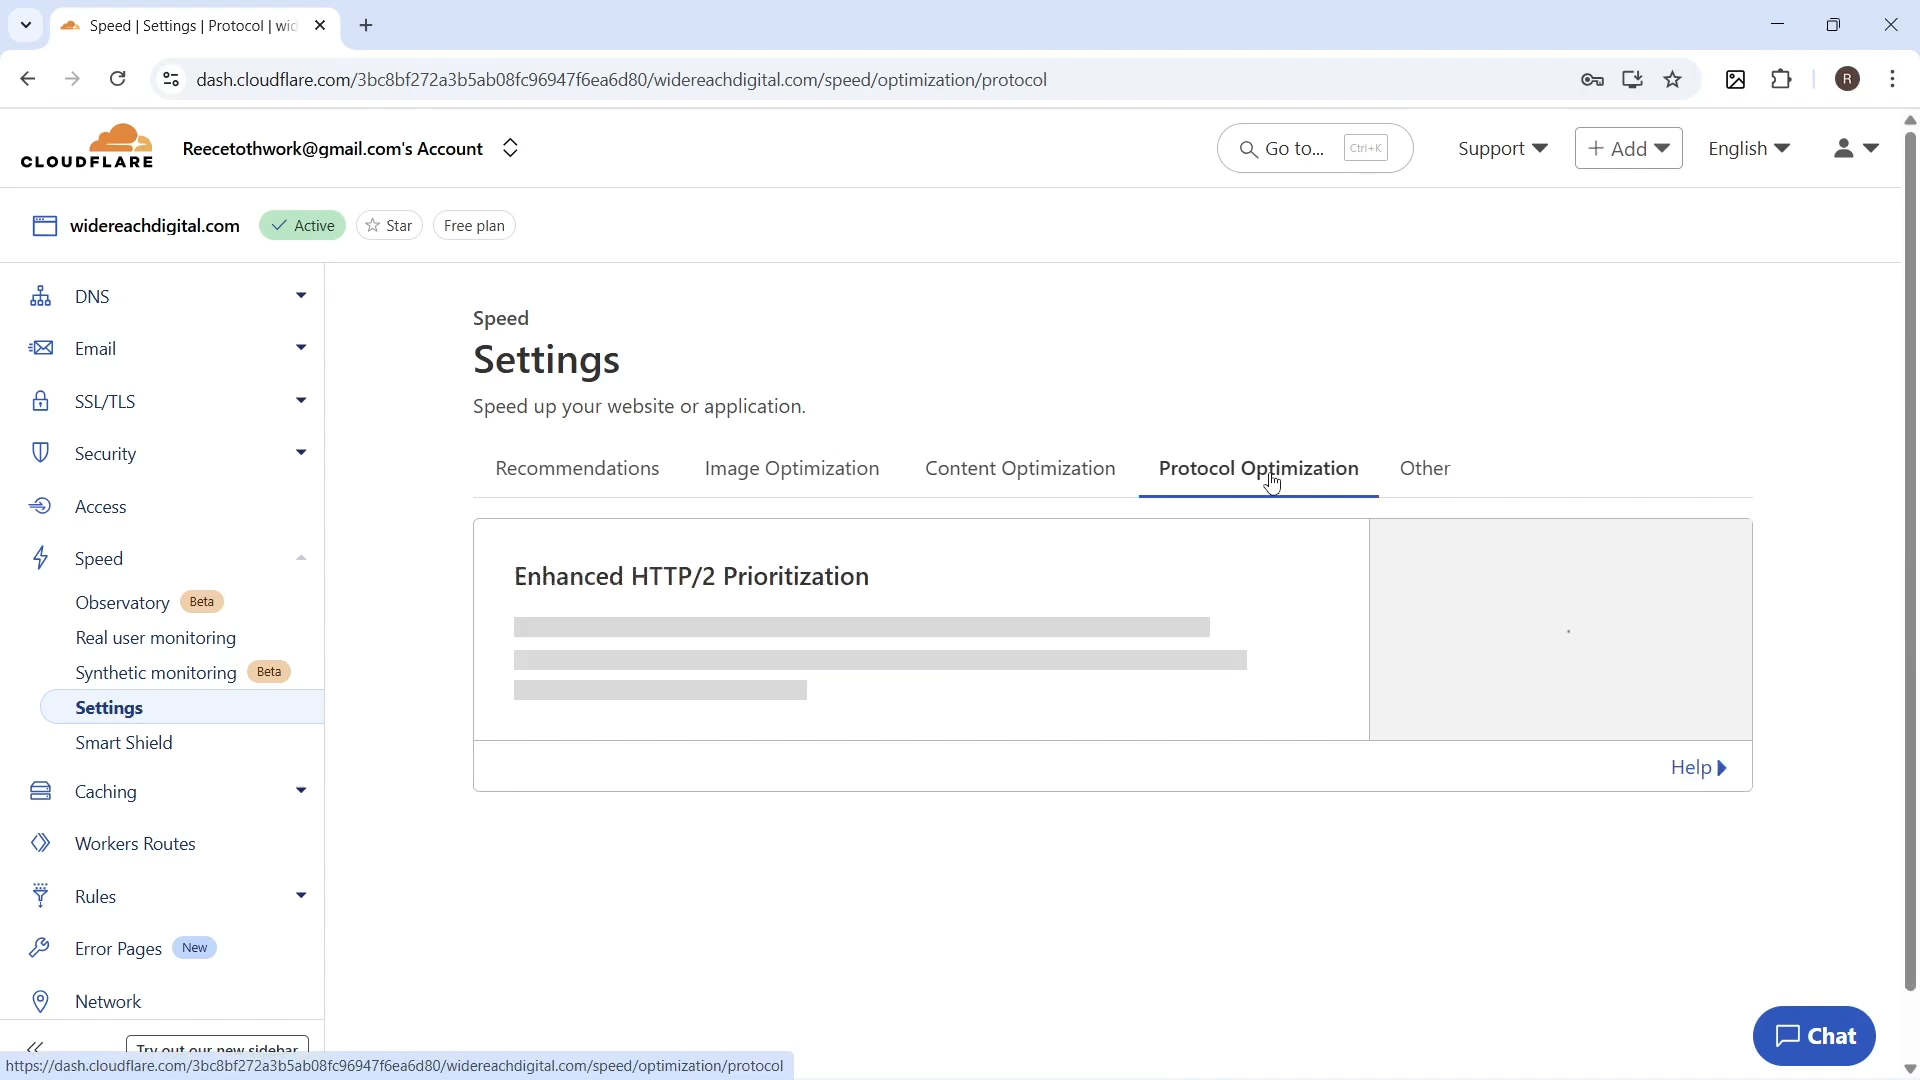 Speed | Settings | Protocol | wid
dash.cloudflare.com/3bc8bf272a3b5ab08fc96947f6ea6d80/widereachdigital.com/speed/optimization/protocol
R
CLOUDFLARE
Reecetothwork@gmail.com's Account
Go to...
Ctrl+K
Support
+ Add
English
widereachdigital.com
Active
Star
Free plan
DNS
Email
SSL/TLS
Security
Access
Speed
Observatory Beta
Real user monitoring
Synthetic monitoring Beta
Settings
Smart Shield
Caching
Workers Routes
Rules
Error Pages New
Network
Try out our new sidebar
Speed
Settings
Speed up your website or application.
Recommendations
Image Optimization
Content Optimization
Protocol Optimization
Other
Enhanced HTTP/2 Prioritization
Help
Chat
https://dash.cloudflare.com/3bc8bf272a3b5ab08fc96947f6ea6d80/widereachdigital.com/speed/optimization/protocol